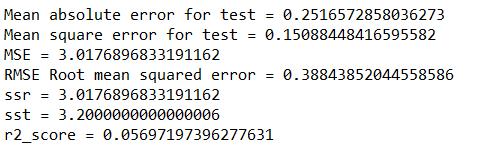 Mean absolute error for test = 0.2516572858036273
Mean square error for test = 0.15088448416595582
MSE = 3.0176896833191162
RMSE Root mean squared error = 0.38843852044558586
ssr = 3.0176896833191162
sst = 3.2000000000000006
r2_score = 0.05697197396277631